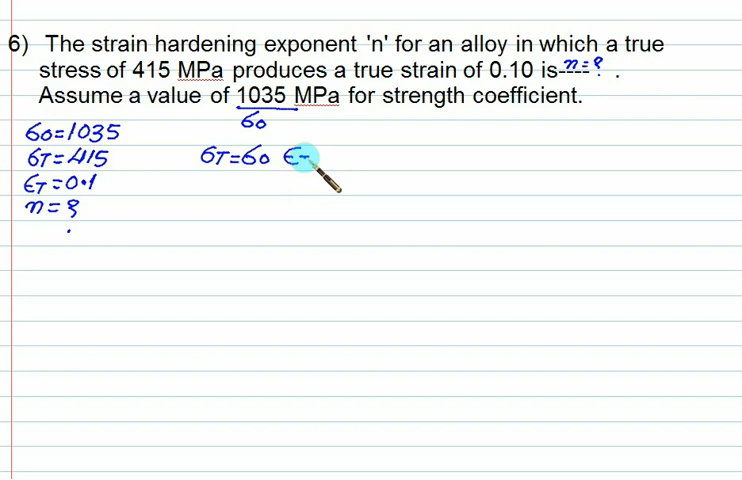 6) The strain hardening exponent 'n' for an alloy in which a true
stress of 415 MPa produces a true strain of 0.10 is---- n=? .
Assume a value of 1035 MPa for strength coefficient.
σ0
σ0=1035
σT=415
σT=σ0 ϵT
ϵT=0.1
n=?